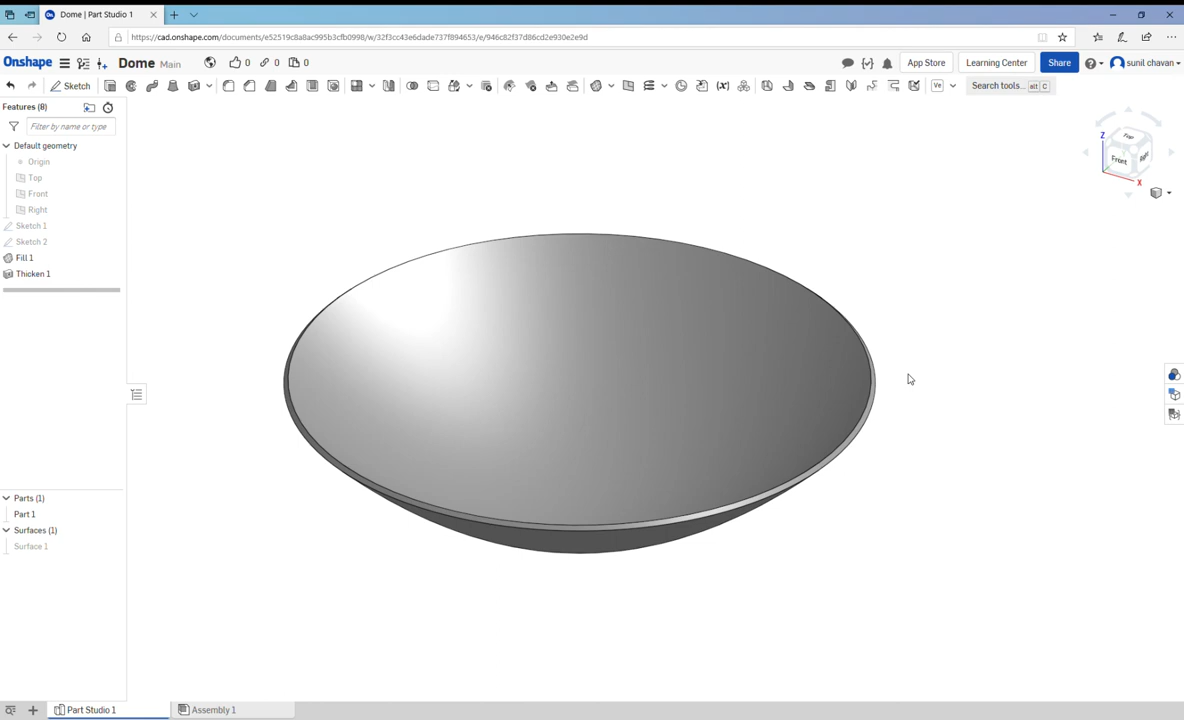 Dome | Part Studio 1
https://cad.onshape.com/documents/e52519c8a8ac995b3cfb0998/w/32f3cc43e6dade737f894653/e/946c82f37d86cd2e930e2e9d
Onshape Dome Main 0 0 0 App Store Learning Center Share sunil chavan
Sketch Search tools... alt C
Features (8)
Filter by name or type
Default geometry
Origin
Top
Front
Right
Sketch 1
Sketch 2
Fill 1
Thicken 1
Z
Top
Front
Right
X
Parts (1)
Part 1
Surfaces (1)
Surface 1
Part Studio 1 Assembly 1